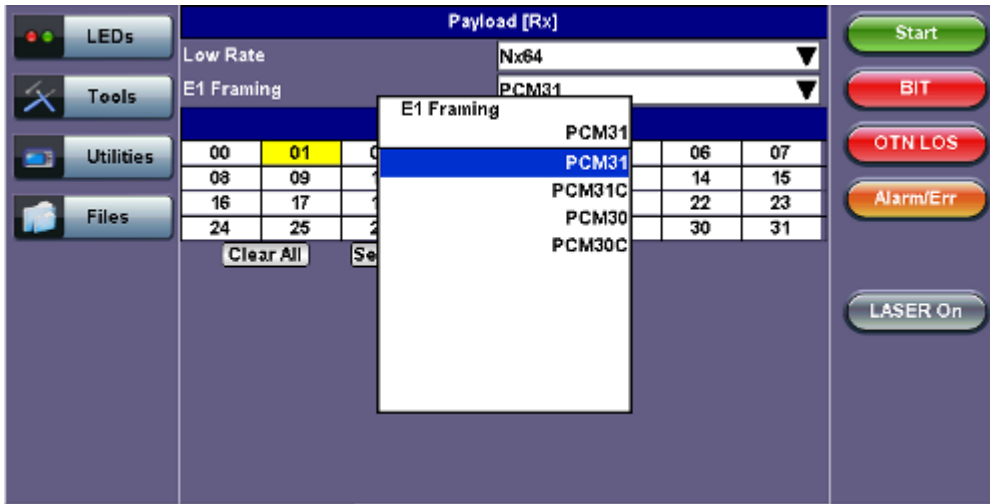 LEDs
Tools
Utilities
Files
Payload [Rx]
Low Rate
Nx64
E1 Framing
PCM31
00 01 06 07
08 09 14 15
16 17 22 23
24 25 30 31
Clear All
E1 Framing
PCM31
PCM31
PCM31C
PCM30
PCM30C
Start
BIT
OTN LOS
Alarm/Err
LASER On